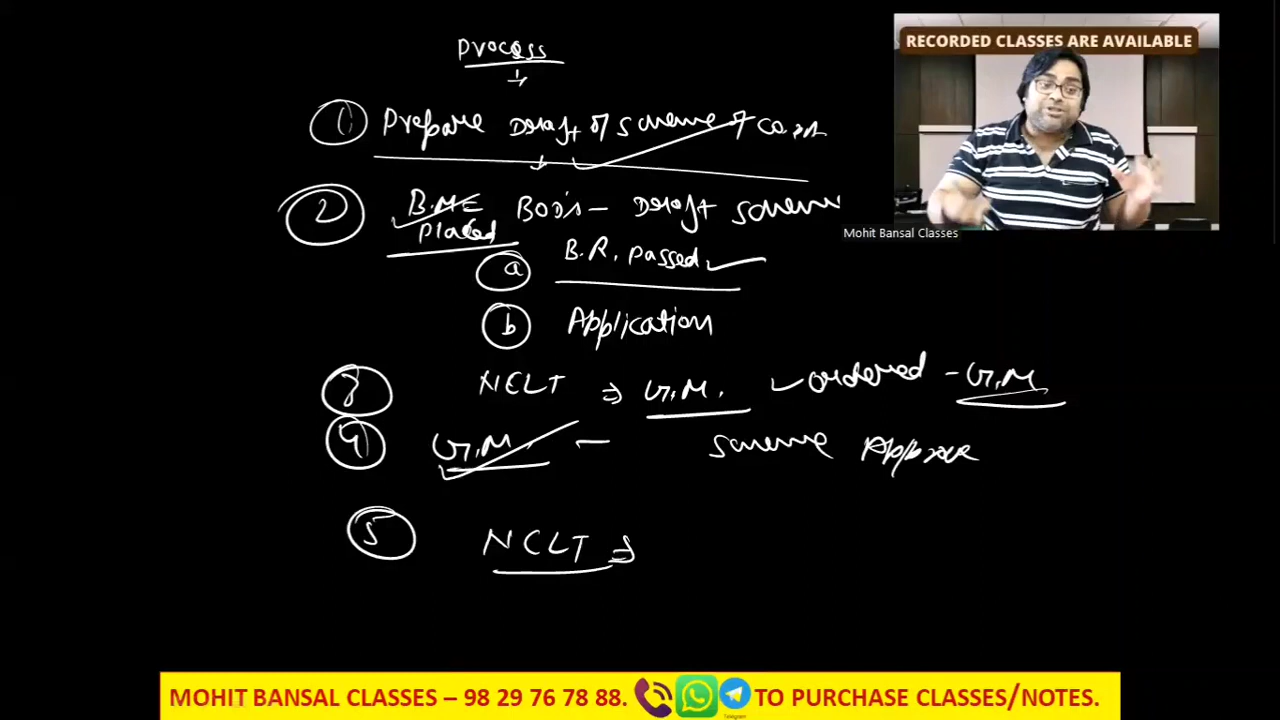 Process
RECORDED CLASSES ARE AVAILABLE
① Prepare Draft of scheme of
② B.ME BOD's - Draft scheme
Placed
Mohit Bansal Classes
ⓐ B.R. passed
ⓑ Application
3 NCLT ⇒ G.M. ordered - G.M
4 G.M. - scheme Approve
⑤ NCLT ⇒
MOHIT BANSAL CLASSES – 98 29 76 78 88. TO PURCHASE CLASSES/NOTES.
Telegram